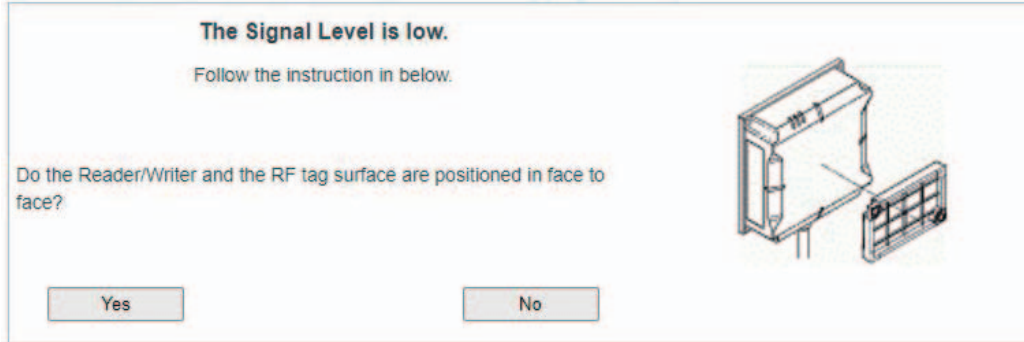 The Signal Level is low.
Follow the instruction in below.
Do the Reader/Writer and the RF tag surface are positioned in face to
face?
Yes
No